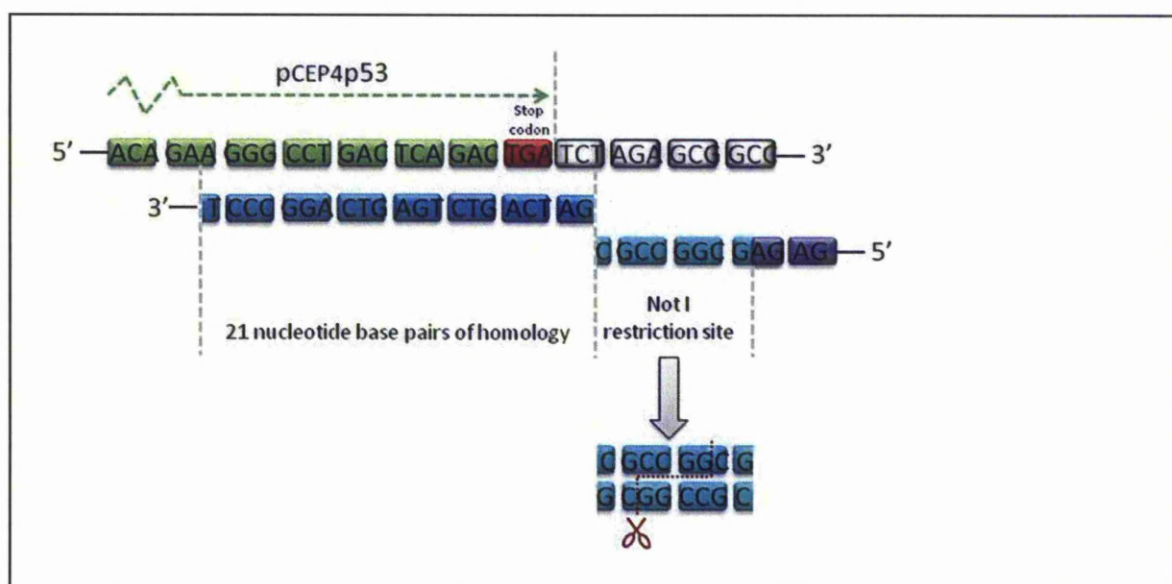 pCEP4p53
Stop
codon
5’ ACA GAA GGG CCT GAC TCA GAC TGA TCT AGA GCG GCC 3’
3’ T CCC GGA CTG AGT CTG ACT AG
C GCC GGC G AG AG 5’
21 nucleotide base pairs of homology
Not I
restriction site
C GCC GGC G
G CGG CCG C